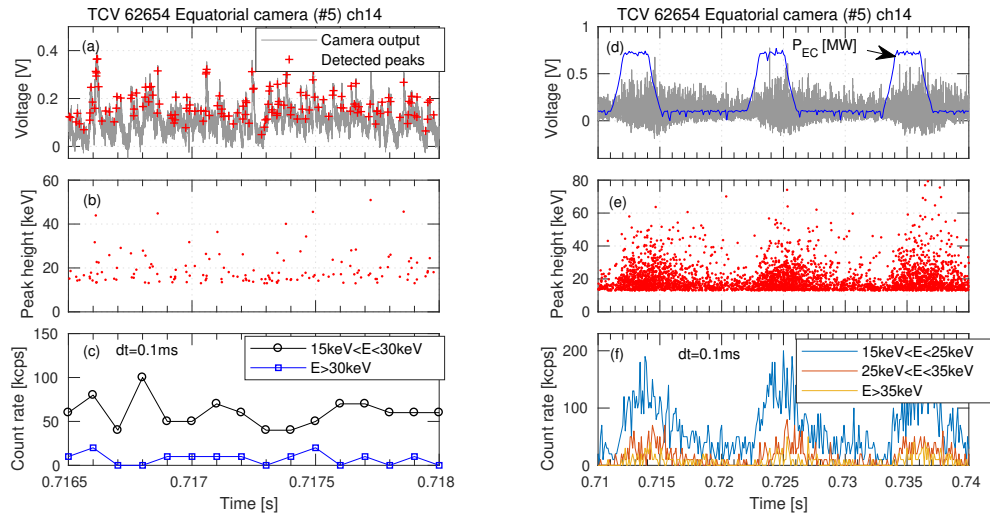 TCV 62654 Equatorial camera (#5) ch14
(a)
Camera output
Detected peaks
Voltage [V]
0.4
0.2
0
(b)
Peak height [keV]
60
40
20
0
(c)
dt=0.1ms
15keV<E<30keV
E>30keV
Count rate [kcps]
150
100
50
0
0.7165
0.717
0.7175
0.718
Time [s]
TCV 62654 Equatorial camera (#5) ch14
(d)
P_EC [MW]
Voltage [V]
1
0.5
0
(e)
Peak height [keV]
80
60
40
20
0
(f)
dt=0.1ms
15keV<E<25keV
25keV<E<35keV
E>35keV
Count rate [kcps]
200
100
0
0.71
0.715
0.72
0.725
0.73
0.735
0.74
Time [s]